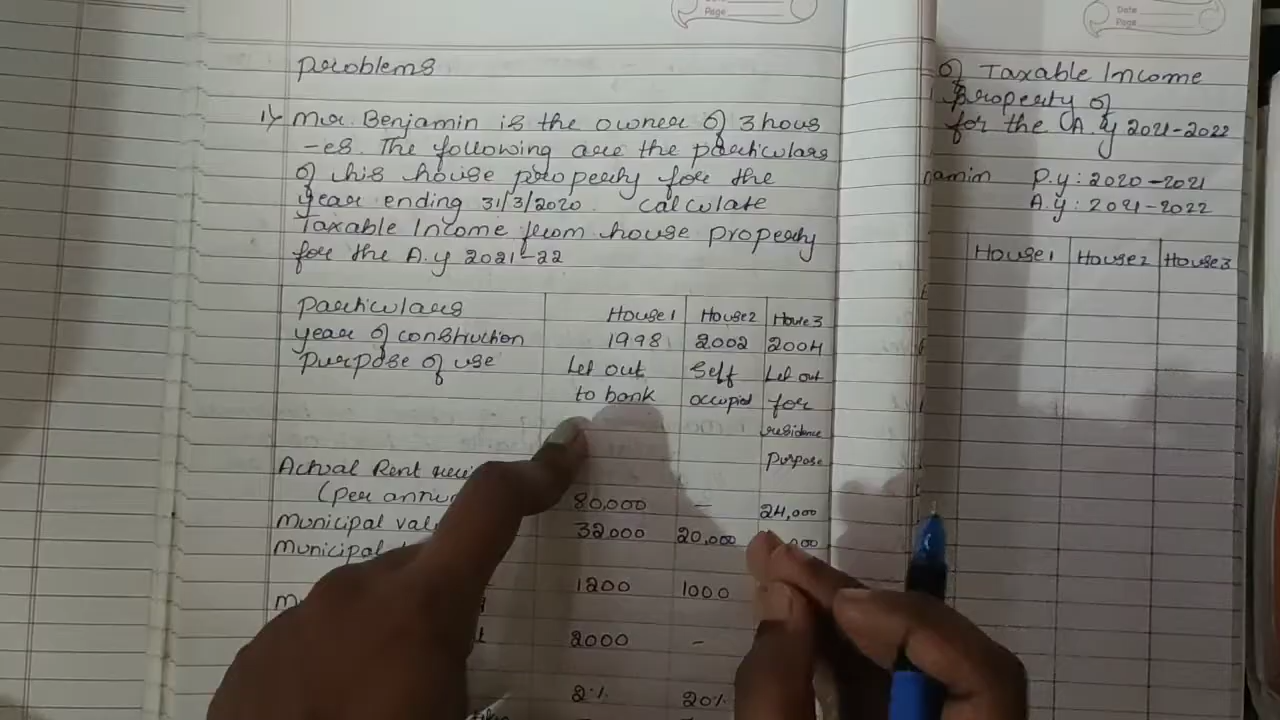 Date
Page
Page
problems
1) Mr. Benjamin is the owner of 3 hous
-es. The following are the particulars
of his house property for the
year ending 31/3/2020. calculate
Taxable Income from house property
for the A.y 2021-22
particulars House1 House2 House3
year of construction 1998 2002 2004
purpose of use Let out Self Let out
to bank occupied for
residence
purpose
Actual Rent
(per 80,000 - 24,000
Municipal 32000 20,000
Municipal
1200 1000
2000 -
2% 20%
of Taxable Income
property of
for the A.y 2021-2022
P.y: 2020-2021
A.y: 2021-2022
House1 House2 House3